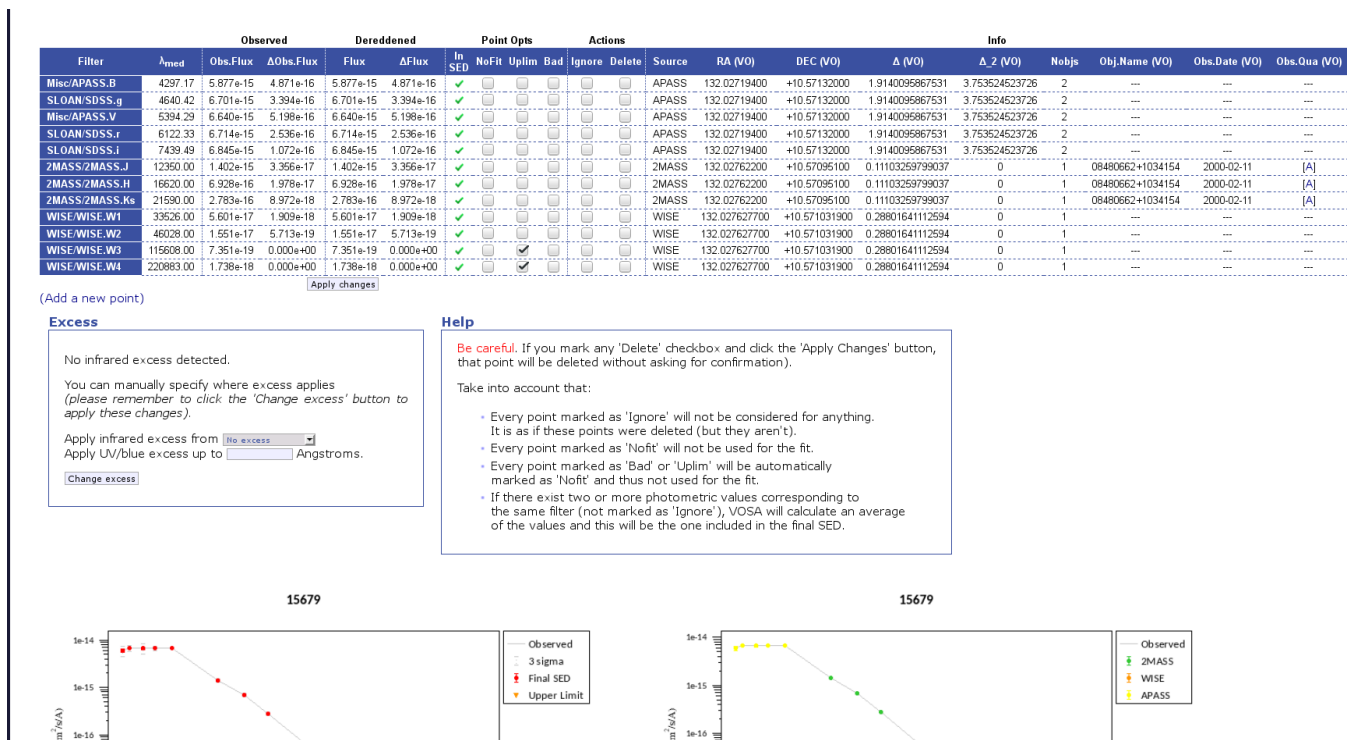 Observed Dereddened Point Opts Actions Info
Filter λmed Obs.Flux ΔObs.Flux Flux ΔFlux In SED NoFit Uplim Bad Ignore Delete Source RA (VO) DEC (VO) Δ (VO) Δ_2 (VO) Nobjs Obj.Name (VO) Obs.Date (VO) Obs.Qua (VO)
Misc/APASS.B 4297.17 5.877e-15 4.871e-16 5.877e-15 4.871e-16 APASS 132.02719400 +10.57132000 1.9140095867531 3.753524523726 2 --- --- ---
SLOAN/SDSS.g 4640.42 6.701e-15 3.394e-16 6.701e-15 3.394e-16 APASS 132.02719400 +10.57132000 1.9140095867531 3.753524523726 2 --- --- ---
Misc/APASS.V 5394.29 6.640e-15 5.198e-16 6.640e-15 5.198e-16 APASS 132.02719400 +10.57132000 1.9140095867531 3.753524523726 2 --- --- ---
SLOAN/SDSS.r 6122.33 6.714e-15 2.536e-16 6.714e-15 2.536e-16 APASS 132.02719400 +10.57132000 1.9140095867531 3.753524523726 2 --- --- ---
SLOAN/SDSS.i 7439.49 6.845e-15 1.072e-16 6.845e-15 1.072e-16 APASS 132.02719400 +10.57132000 1.9140095867531 3.753524523726 2 --- --- ---
2MASS/2MASS.J 12350.00 1.402e-15 3.356e-17 1.402e-15 3.356e-17 2MASS 132.02762200 +10.57095100 0.11103259799037 0 1 08480662+1034154 2000-02-11 [A]
2MASS/2MASS.H 16620.00 6.928e-16 1.978e-17 6.928e-16 1.978e-17 2MASS 132.02762200 +10.57095100 0.11103259799037 0 1 08480662+1034154 2000-02-11 [A]
2MASS/2MASS.Ks 21590.00 2.783e-16 8.972e-18 2.783e-16 8.972e-18 2MASS 132.02762200 +10.57095100 0.11103259799037 0 1 08480662+1034154 2000-02-11 [A]
WISE/WISE.W1 33526.00 5.601e-17 1.909e-18 5.601e-17 1.909e-18 WISE 132.027627700 +10.571031900 0.28801641112594 0 1 --- --- ---
WISE/WISE.W2 46028.00 1.551e-17 5.713e-19 1.551e-17 5.713e-19 WISE 132.027627700 +10.571031900 0.28801641112594 0 1 --- --- ---
WISE/WISE.W3 115608.00 7.351e-19 0.000e+00 7.351e-19 0.000e+00 WISE 132.027627700 +10.571031900 0.28801641112594 0 1 --- --- ---
WISE/WISE.W4 220883.00 1.738e-18 0.000e+00 1.738e-18 0.000e+00 WISE 132.027627700 +10.571031900 0.28801641112594 0 1 --- --- ---
Apply changes
(Add a new point)
Excess
No infrared excess detected.
You can manually specify where excess applies
(please remember to click the 'Change excess' button to
apply these changes).
Apply infrared excess from No excess
Apply UV/blue excess up to Angstroms.
Change excess
Help
Be careful. If you mark any 'Delete' checkbox and click the 'Apply Changes' button,
that point will be deleted without asking for confirmation).
Take into account that:
Every point marked as 'Ignore' will not be considered for anything.
It is as if these points were deleted (but they aren't).
Every point marked as 'Nofit' will not be used for the fit.
Every point marked as 'Bad' or 'Uplim' will be automatically
marked as 'Nofit' and thus not used for the fit.
If there exist two or more photometric values corresponding to
the same filter (not marked as 'Ignore'), VOSA will calculate an average
of the values and this will be the one included in the final SED.
15679
1e-14
1e-15
1e-16
Observed
3 sigma
Final SED
Upper Limit
15679
1e-14
1e-15
1e-16
Observed
2MASS
WISE
APASS